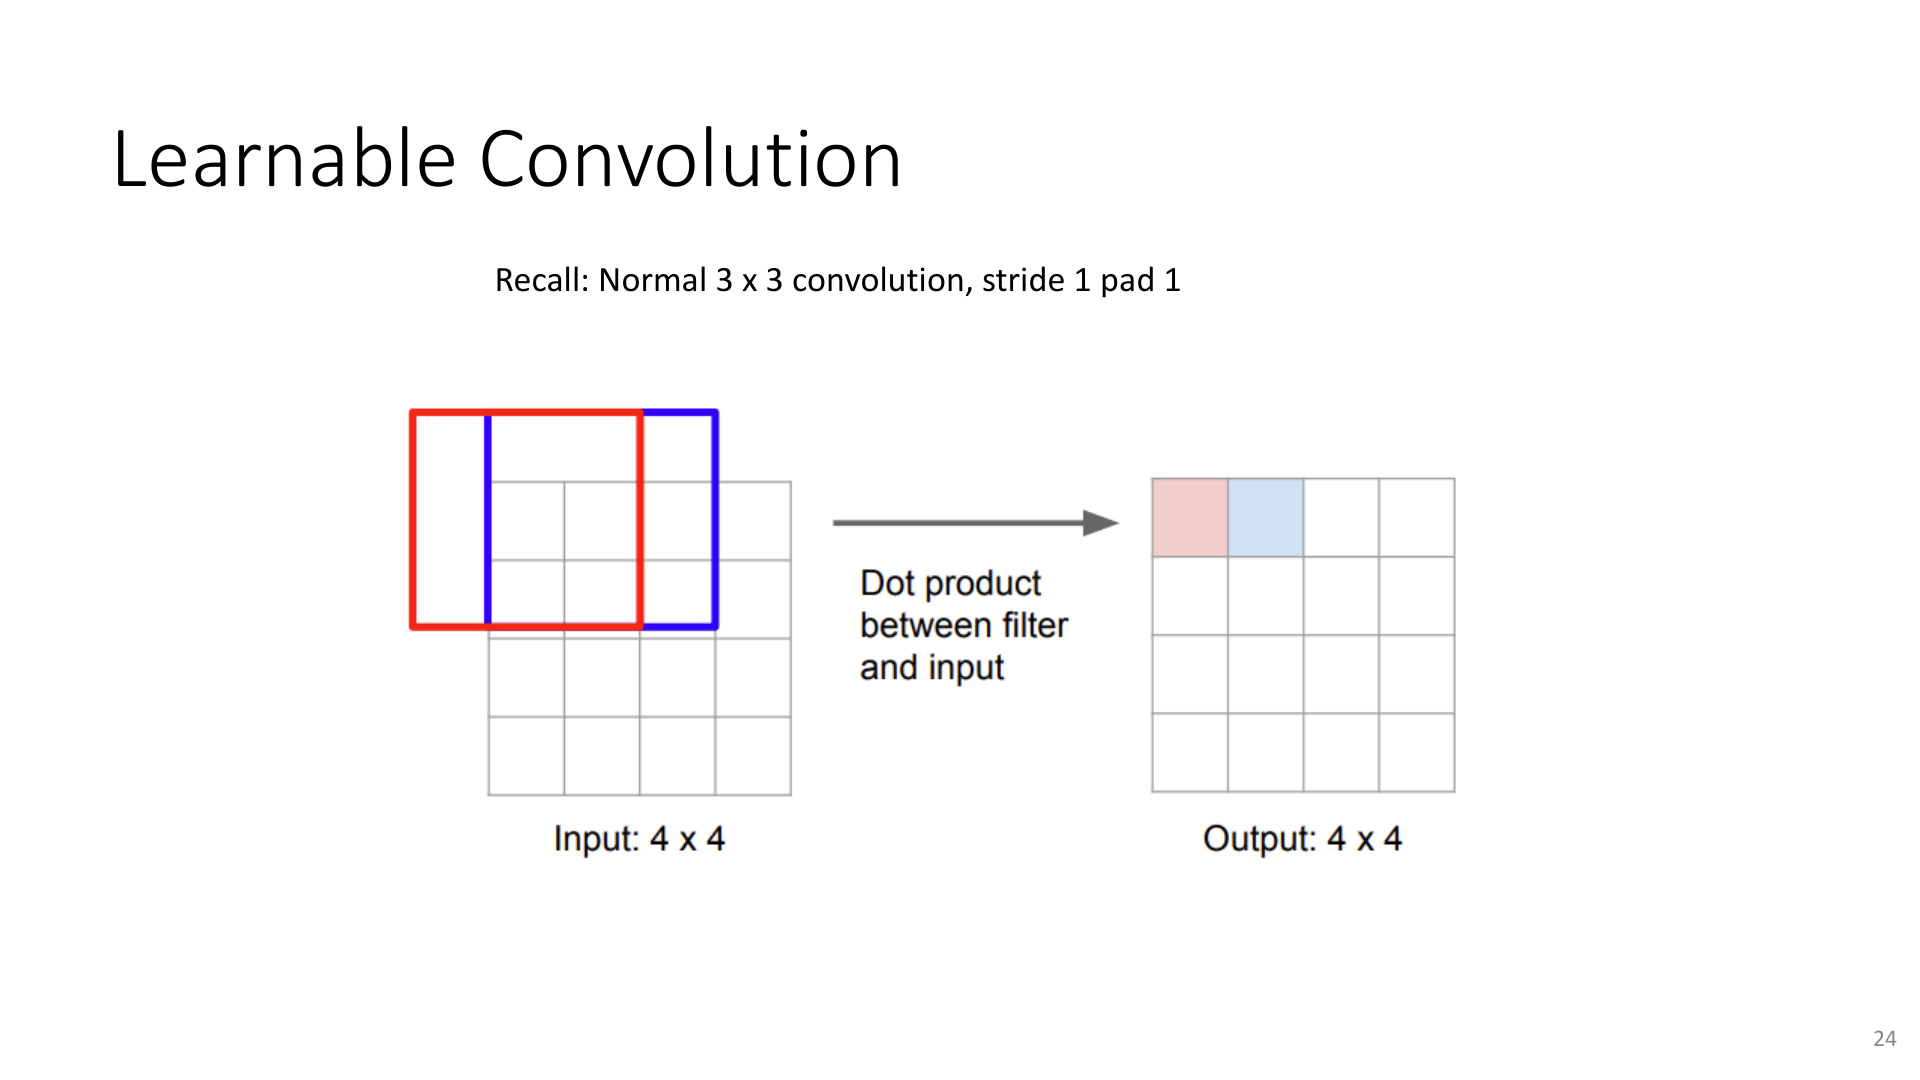 Learnable Convolution
Recall: Normal 3 x 3 convolution, stride 1 pad 1
Dot product
between filter
and input
Input: 4 x 4
Output: 4 x 4
24